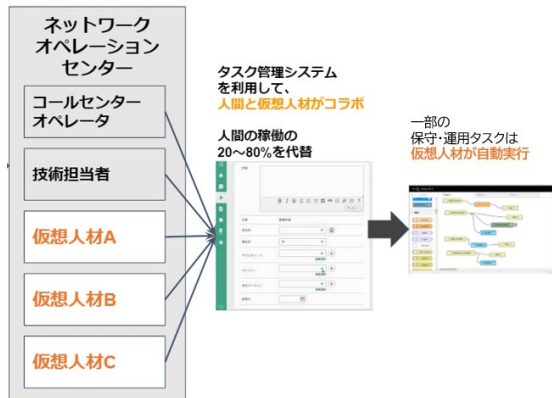 ネットワーク
オペレーション
センター
コールセンター
オペレータ
技術担当者
仮想人材A
仮想人材B
仮想人材C
タスク管理システム
を利用して、
人間と仮想人材がコラボ
人間の稼働の
20～80%を代替
一部の
保守・運用タスクは
仮想人材が自動実行